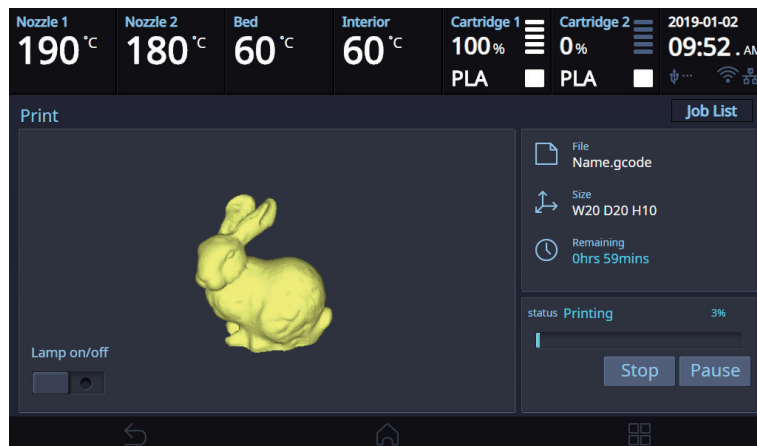 Nozzle 1
190 °C
Nozzle 2
180 °C
Bed
60 °C
Interior
60 °C
Cartridge 1
100 %
PLA
Cartridge 2
0 %
PLA
2019-01-02
09:52 . AM
Print
Job List
File
Name.gcode
Size
W20 D20 H10
Remaining
0hrs 59mins
status Printing 3%
Lamp on/off
Stop
Pause